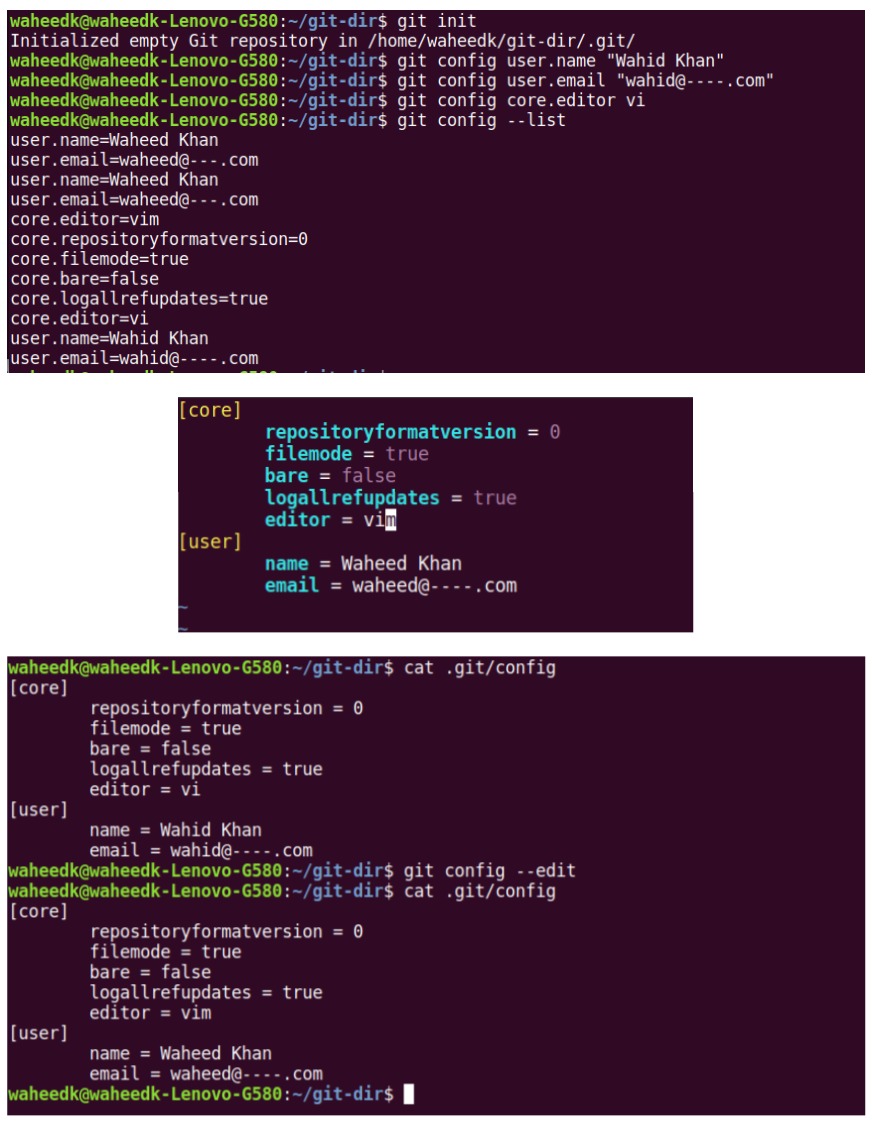 waheedk@waheedk-Lenovo-G580:~/git-dir$ git init
Initialized empty Git repository in /home/waheedk/git-dir/.git/
waheedk@waheedk-Lenovo-G580:~/git-dir$ git config user.name "Wahid Khan"
waheedk@waheedk-Lenovo-G580:~/git-dir$ git config user.email "wahid@----.com"
waheedk@waheedk-Lenovo-G580:~/git-dir$ git config core.editor vi
waheedk@waheedk-Lenovo-G580:~/git-dir$ git config --list
user.name=Waheed Khan
user.email=waheed@---.com
user.name=Waheed Khan
user.email=waheed@---.com
core.editor=vim
core.repositoryformatversion=0
core.filemode=true
core.bare=false
core.logallrefupdates=true
core.editor=vi
user.name=Wahid Khan
user.email=wahid@----.com
[core]
repositoryformatversion = 0
filemode = true
bare = false
logallrefupdates = true
editor = vim
[user]
name = Waheed Khan
email = waheed@----.com
~
~
waheedk@waheedk-Lenovo-G580:~/git-dir$ cat .git/config
[core]
repositoryformatversion = 0
filemode = true
bare = false
logallrefupdates = true
editor = vi
[user]
name = Wahid Khan
email = wahid@----.com
waheedk@waheedk-Lenovo-G580:~/git-dir$ git config --edit
waheedk@waheedk-Lenovo-G580:~/git-dir$ cat .git/config
[core]
repositoryformatversion = 0
filemode = true
bare = false
logallrefupdates = true
editor = vim
[user]
name = Waheed Khan
email = waheed@----.com
waheedk@waheedk-Lenovo-G580:~/git-dir$